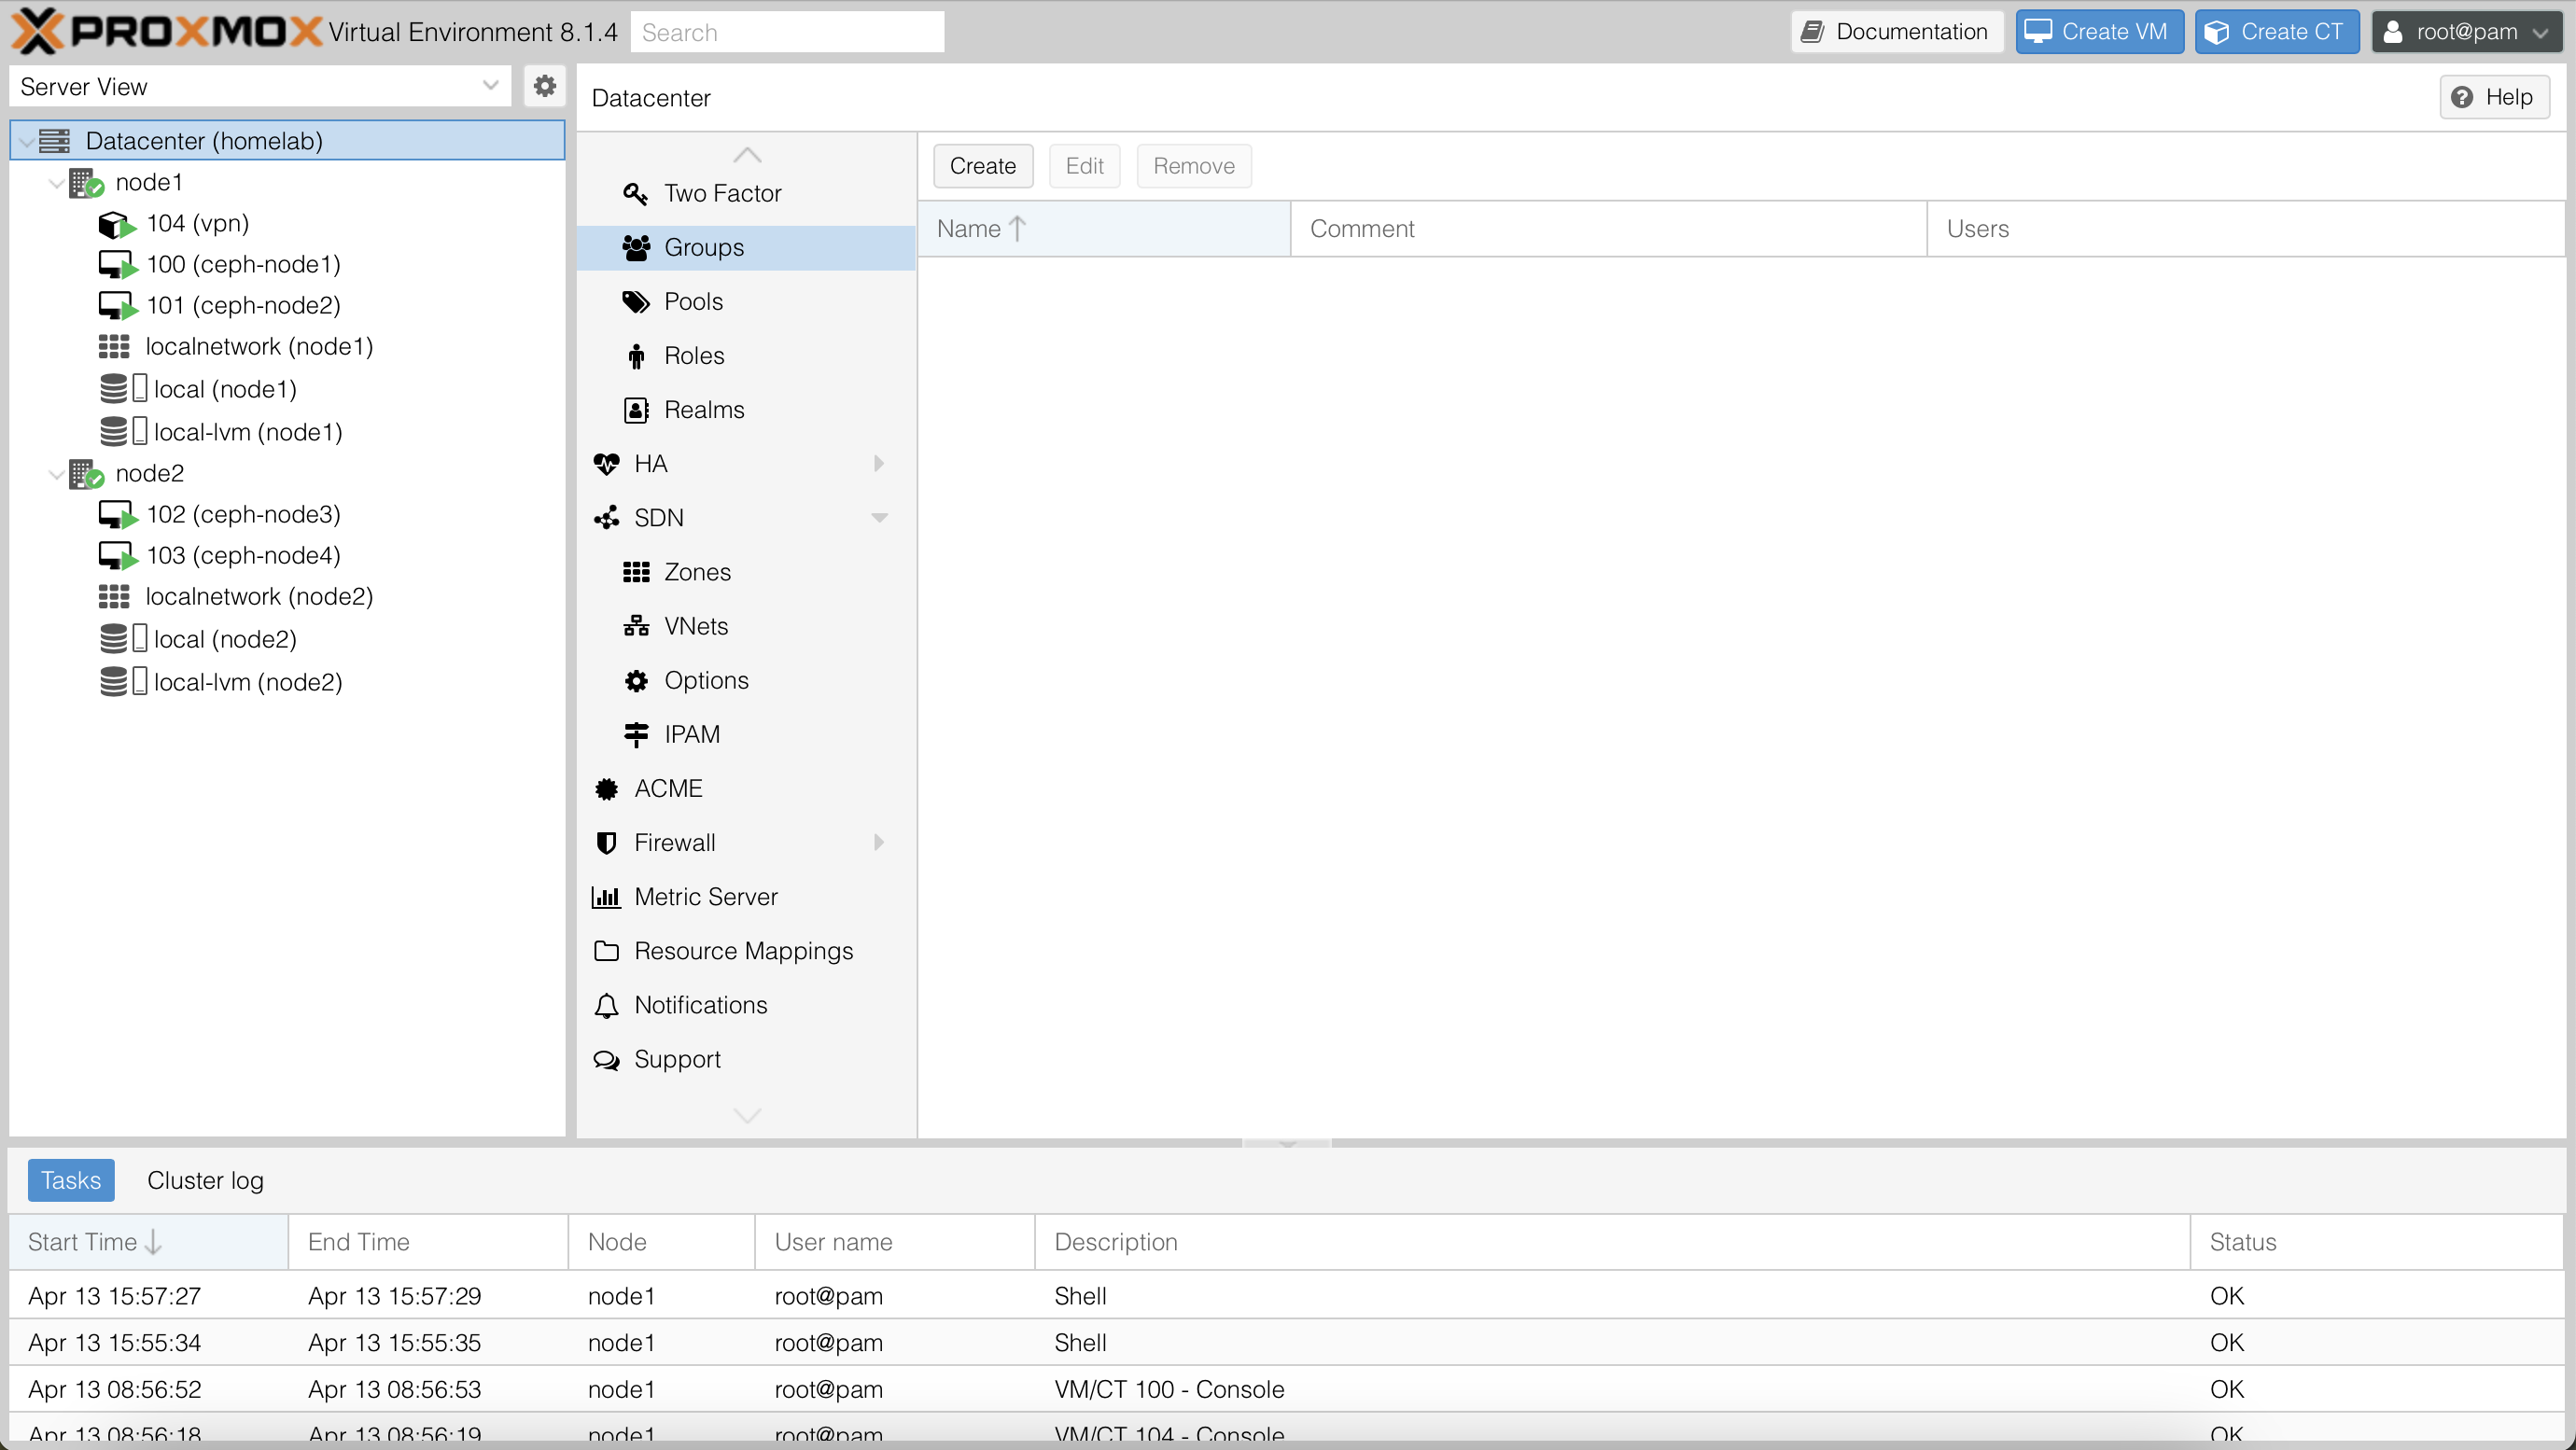 PROXMOX Virtual Environment 8.1.4 Search Documentation Create VM Create CT root@pam
Server View
Datacenter (homelab)
node1
104 (vpn)
100 (ceph-node1)
101 (ceph-node2)
localnetwork (node1)
local (node1)
local-lvm (node1)
node2
102 (ceph-node3)
103 (ceph-node4)
localnetwork (node2)
local (node2)
local-lvm (node2)
Datacenter Help
Two Factor
Groups
Pools
Roles
Realms
HA
SDN
Zones
VNets
Options
IPAM
ACME
Firewall
Metric Server
Resource Mappings
Notifications
Support
Create Edit Remove
Name Comment Users
Tasks Cluster log
Start Time End Time Node User name Description Status
Apr 13 15:57:27 Apr 13 15:57:29 node1 root@pam Shell OK
Apr 13 15:55:34 Apr 13 15:55:35 node1 root@pam Shell OK
Apr 13 08:56:52 Apr 13 08:56:53 node1 root@pam VM/CT 100 - Console OK
Apr 13 08:56:18 Apr 13 08:56:19 node1 root@pam VM/CT 104 - Console OK